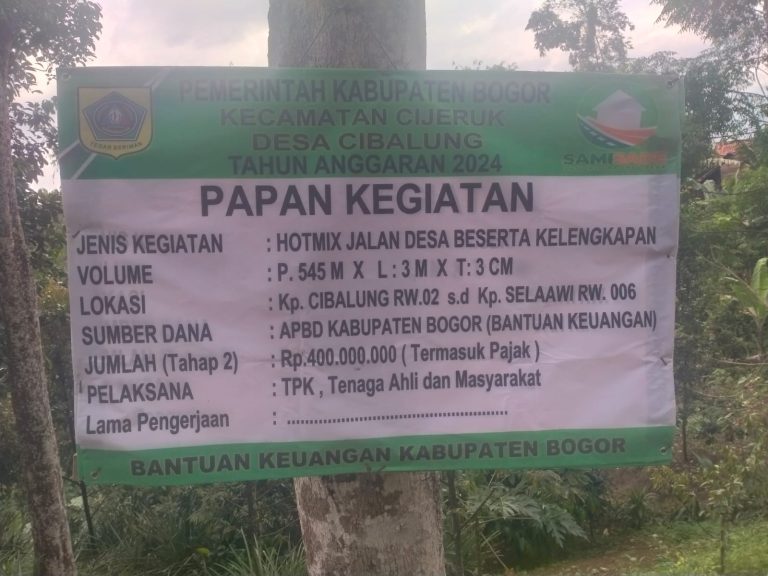 PEMERINTAH KABUPATEN BOGOR
KECAMATAN CIJERUK
DESA CIBALUNG
TAHUN ANGGARAN 2024
TEGAR BERIMAN
SAMISADE
PAPAN KEGIATAN
JENIS KEGIATAN : HOTMIX JALAN DESA BESERTA KELENGKAPAN
VOLUME : P. 545 M X L : 3 M X T: 3 CM
LOKASI : Kp. CIBALUNG RW.02 s.d Kp. SELAAWI RW. 006
SUMBER DANA : APBD KABUPATEN BOGOR (BANTUAN KEUANGAN)
JUMLAH (Tahap 2) : Rp.400.000.000 ( Termasuk Pajak )
PELAKSANA : TPK , Tenaga Ahli dan Masyarakat
Lama Pengerjaan : ..................................................
BANTUAN KEUANGAN KABUPATEN BOGOR